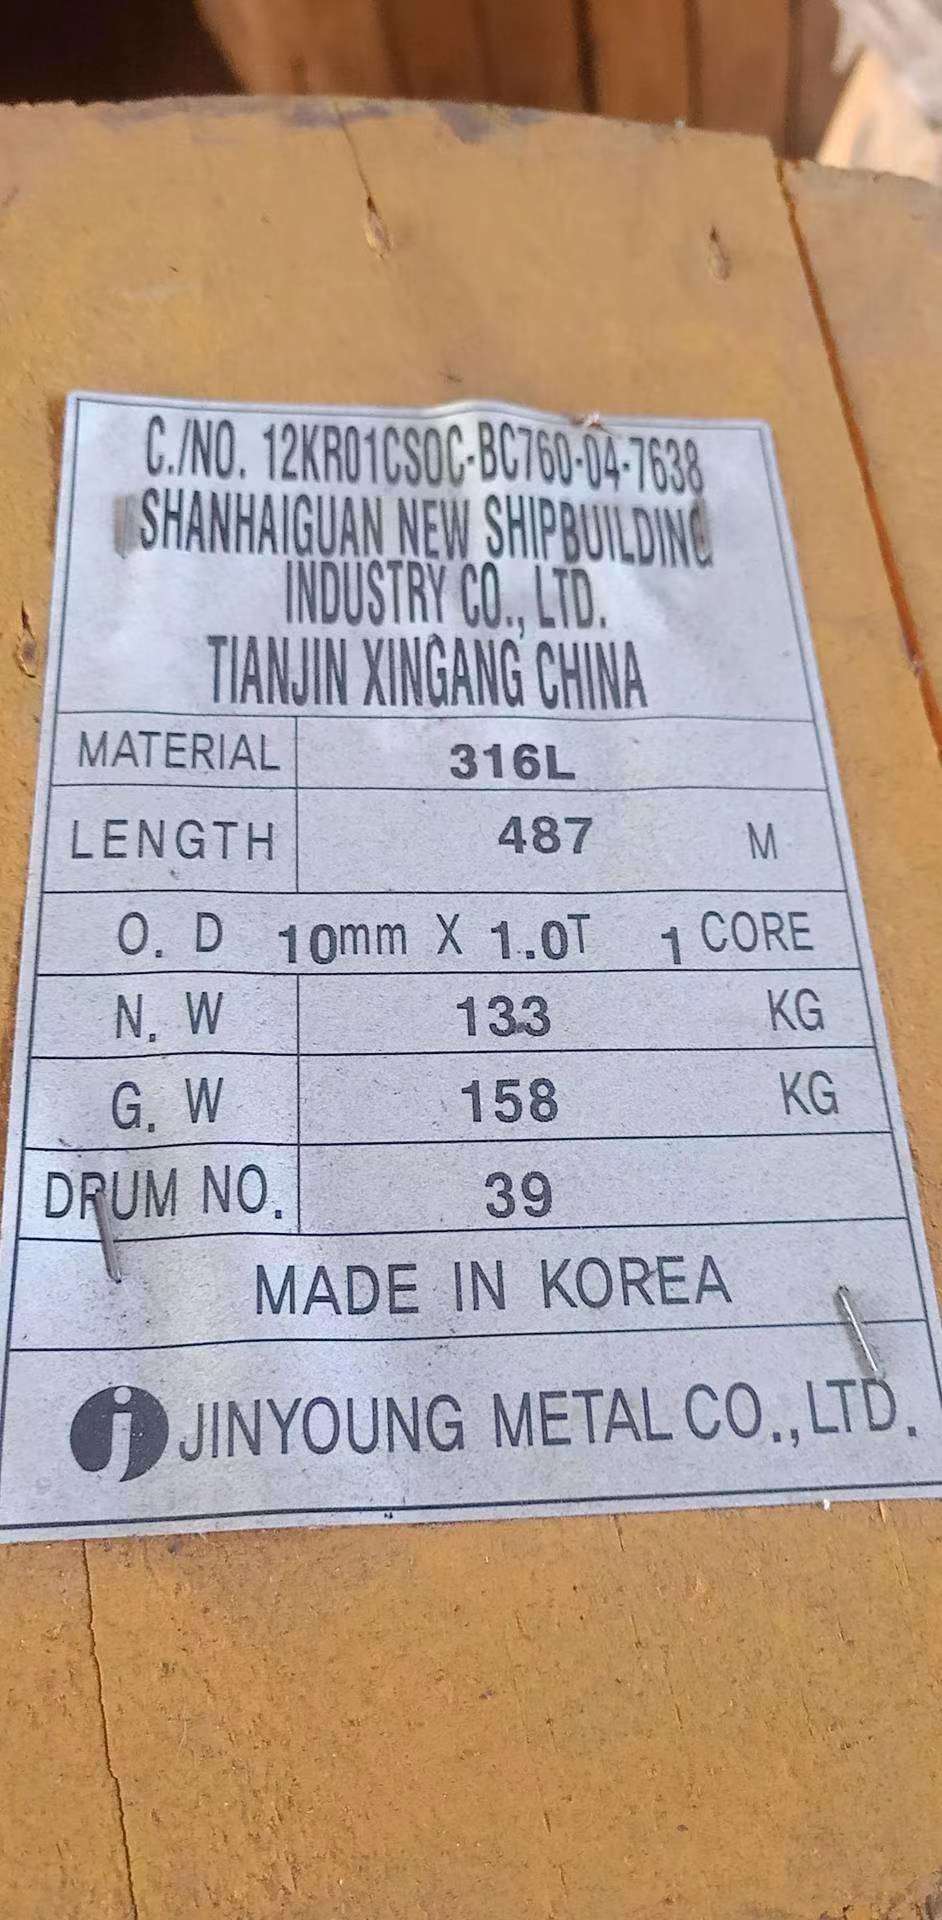 C./NO. 12KR01CSOC-BC760-04-7638
SHANHAIGUAN NEW SHIPBUILDING
INDUSTRY CO., LTD.
TIANJIN XINGANG CHINA
MATERIAL 316L
LENGTH 487 M
O. D 10mm X 1.0T 1 CORE
N. W 133 KG
G. W 158 KG
DRUM NO. 39
MADE IN KOREA
j JINYOUNG METAL CO., LTD.